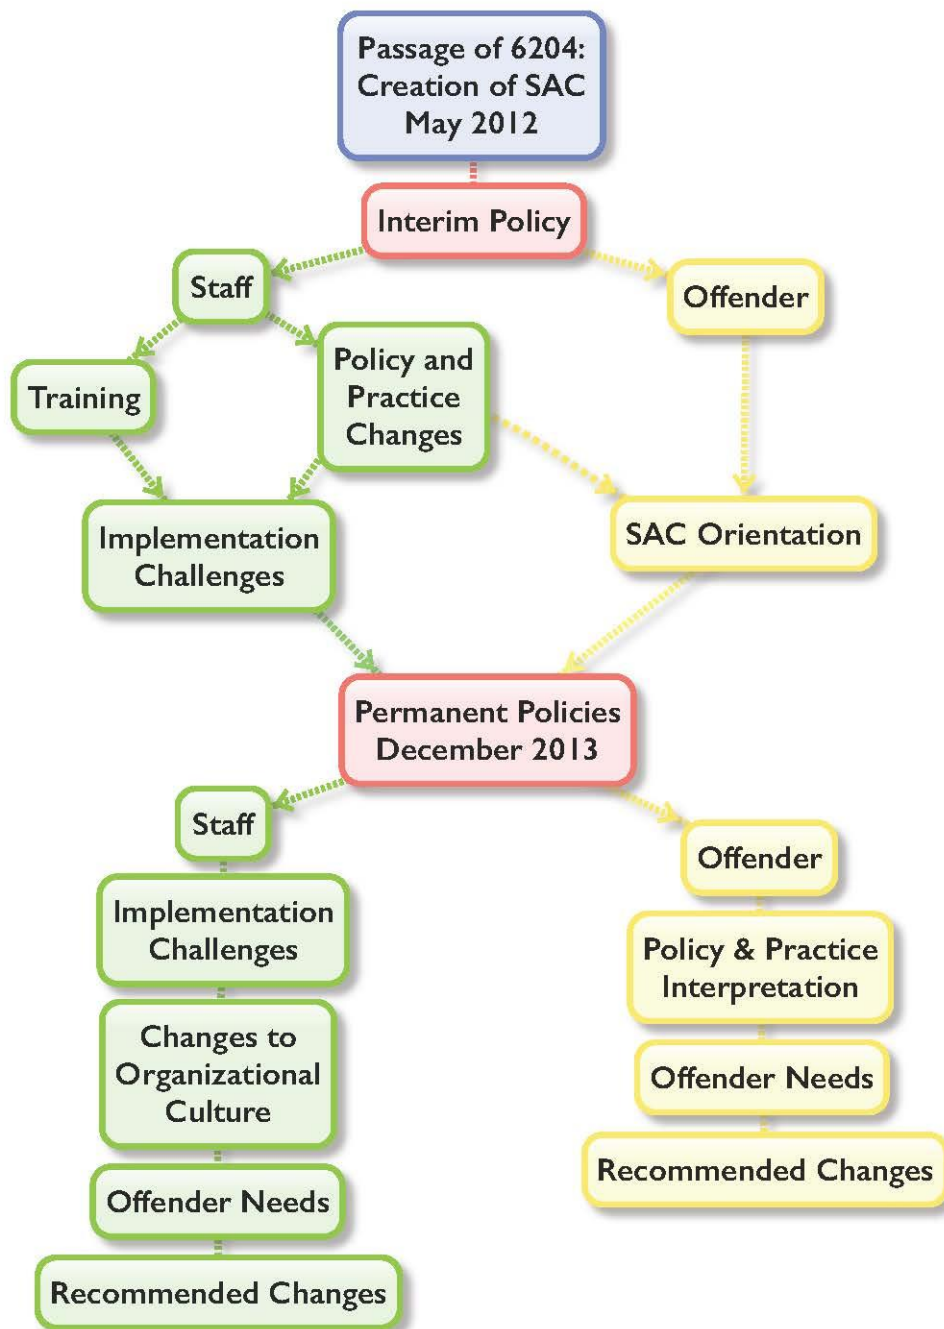 Passage of 6204:
Creation of SAC
May 2012
Interim Policy
Staff
Offender
Training
Policy and
Practice
Changes
Implementation
Challenges
SAC Orientation
Permanent Policies
December 2013
Staff
Implementation
Challenges
Changes to
Organizational
Culture
Offender Needs
Recommended Changes
Offender
Policy & Practice
Interpretation
Offender Needs
Recommended Changes